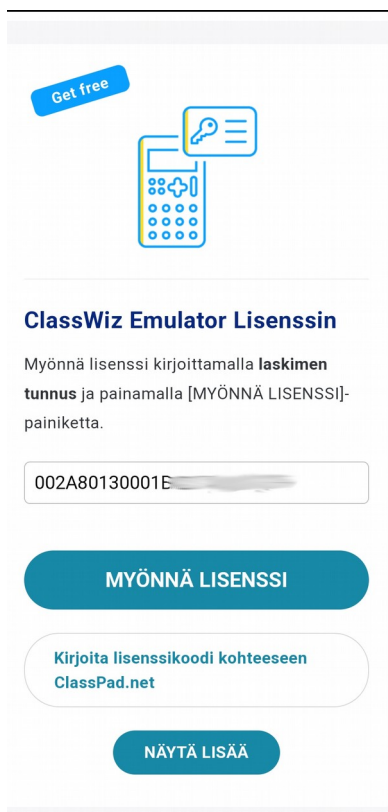 Get free
ClassWiz Emulator Lisenssin
Myönnä lisenssi kirjoittamalla laskimen
tunnus ja painamalla [MYÖNNÄ LISENSSI]-
painiketta.
002A80130001
MYÖNNÄ LISENSSI
Kirjoita lisenssikoodi kohteeseen
ClassPad.net
NÄYTÄ LISÄÄ